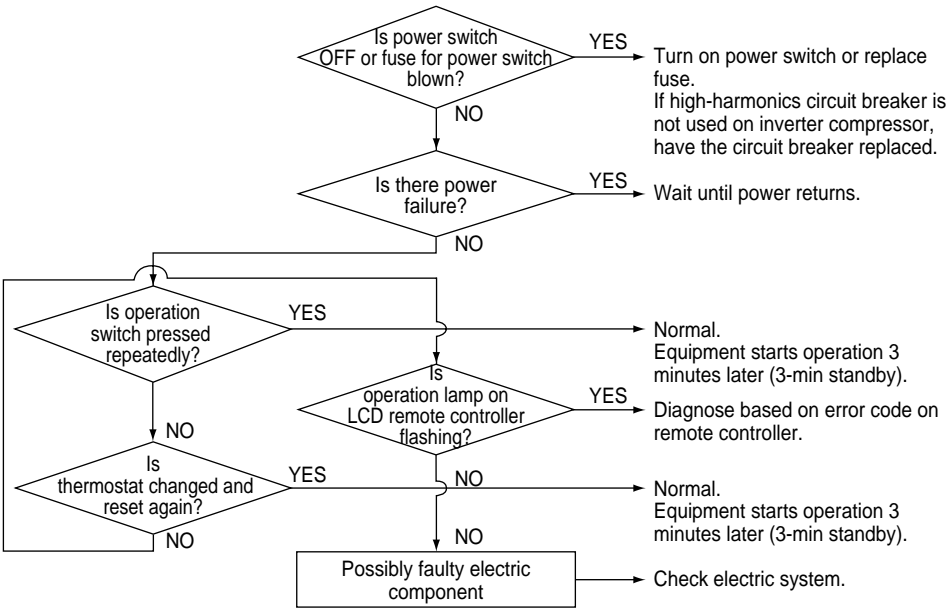 Is power switch
OFF or fuse for power switch
blown?
YES
Turn on power switch or replace
fuse.
If high-harmonics circuit breaker is
not used on inverter compressor,
have the circuit breaker replaced.
NO
Is there power
failure?
YES
Wait until power returns.
NO
Is operation
switch pressed
repeatedly?
YES
Normal.
Equipment starts operation 3
minutes later (3-min standby).
Is
operation lamp on
LCD remote controller
flashing?
YES
Diagnose based on error code on
remote controller.
NO
Is
thermostat changed and
reset again?
YES
NO
Normal.
Equipment starts operation 3
minutes later (3-min standby).
NO
NO
Possibly faulty electric
component
Check electric system.